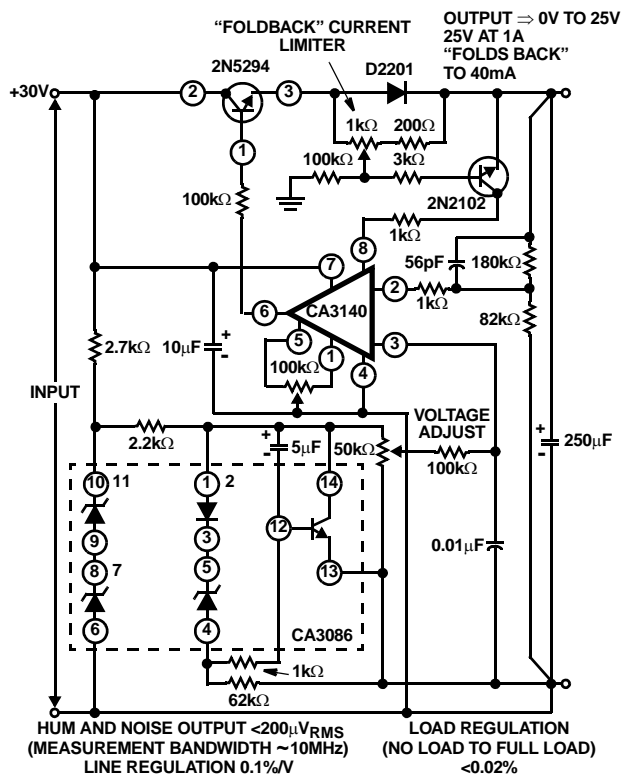 "FOLDBACK" CURRENT
LIMITER
OUTPUT ⇒ 0V TO 25V
25V AT 1A
"FOLDS BACK"
TO 40mA
2N5294
D2201
+30V
2
3
1kΩ
200Ω
1
100kΩ
3kΩ
100kΩ
2N2102
8
1kΩ
7
56pF
180kΩ
6
CA3140
2
1kΩ
5
1
3
82kΩ
2.7kΩ
10μF
+
-
100kΩ
4
INPUT
VOLTAGE
ADJUST
2.2kΩ
+
-
5μF
50kΩ
100kΩ
+
-
250μF
10
11
1
2
14
9
3
12
0.01μF
8
7
5
13
6
4
CA3086
1kΩ
62kΩ
HUM AND NOISE OUTPUT <200μVRMS
(MEASUREMENT BANDWIDTH ~10MHz)
LINE REGULATION 0.1%/V
LOAD REGULATION
(NO LOAD TO FULL LOAD)
<0.02%